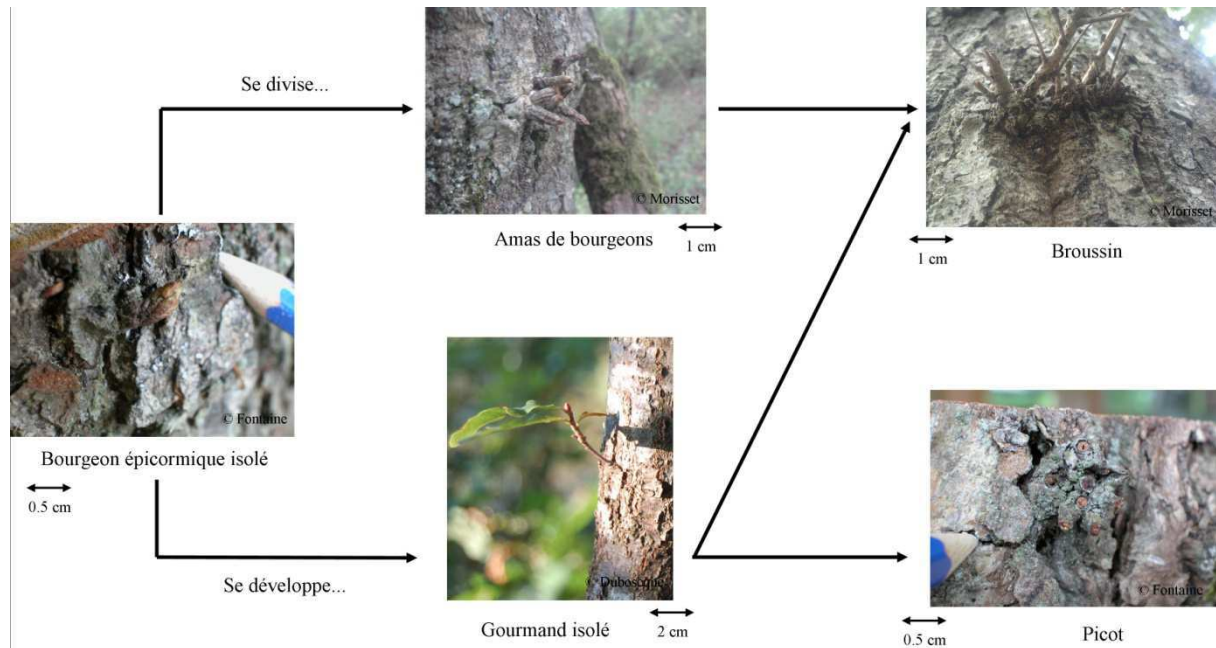 Se divise...
© Morisset
Amas de bourgeons
1 cm
© Morisset
Broussin
1 cm
© Fontaine
Bourgeon épicormique isolé
0.5 cm
Se développe...
© Duboscque
Gourmand isolé
2 cm
© Fontaine
Picot
0.5 cm